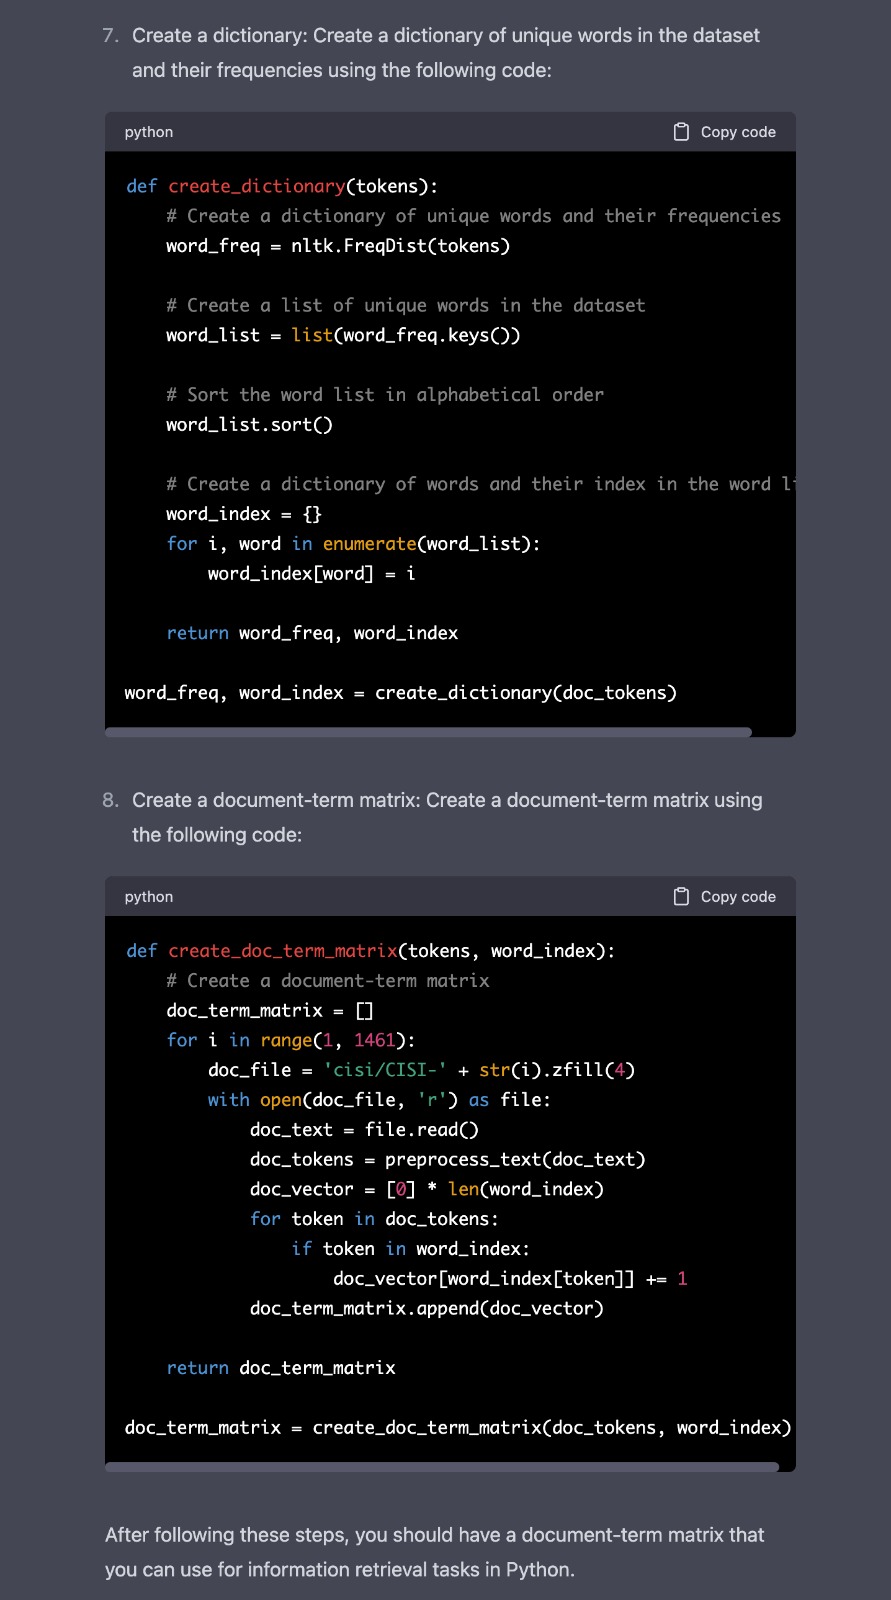 7. Create a dictionary: Create a dictionary of unique words in the dataset
and their frequencies using the following code:
python Copy code
def create_dictionary(tokens):
    # Create a dictionary of unique words and their frequencies
    word_freq = nltk.FreqDist(tokens)
    # Create a list of unique words in the dataset
    word_list = list(word_freq.keys())
    # Sort the word list in alphabetical order
    word_list.sort()
    # Create a dictionary of words and their index in the word li
    word_index = {}
    for i, word in enumerate(word_list):
        word_index[word] = i
    return word_freq, word_index
word_freq, word_index = create_dictionary(doc_tokens)
8. Create a document-term matrix: Create a document-term matrix using
the following code:
python Copy code
def create_doc_term_matrix(tokens, word_index):
    # Create a document-term matrix
    doc_term_matrix = []
    for i in range(1, 1461):
        doc_file = 'cisi/CISI-' + str(i).zfill(4)
        with open(doc_file, 'r') as file:
            doc_text = file.read()
            doc_tokens = preprocess_text(doc_text)
            doc_vector = [0] * len(word_index)
            for token in doc_tokens:
                if token in word_index:
                    doc_vector[word_index[token]] += 1
            doc_term_matrix.append(doc_vector)
    return doc_term_matrix
doc_term_matrix = create_doc_term_matrix(doc_tokens, word_index)
After following these steps, you should have a document-term matrix that
you can use for information retrieval tasks in Python.